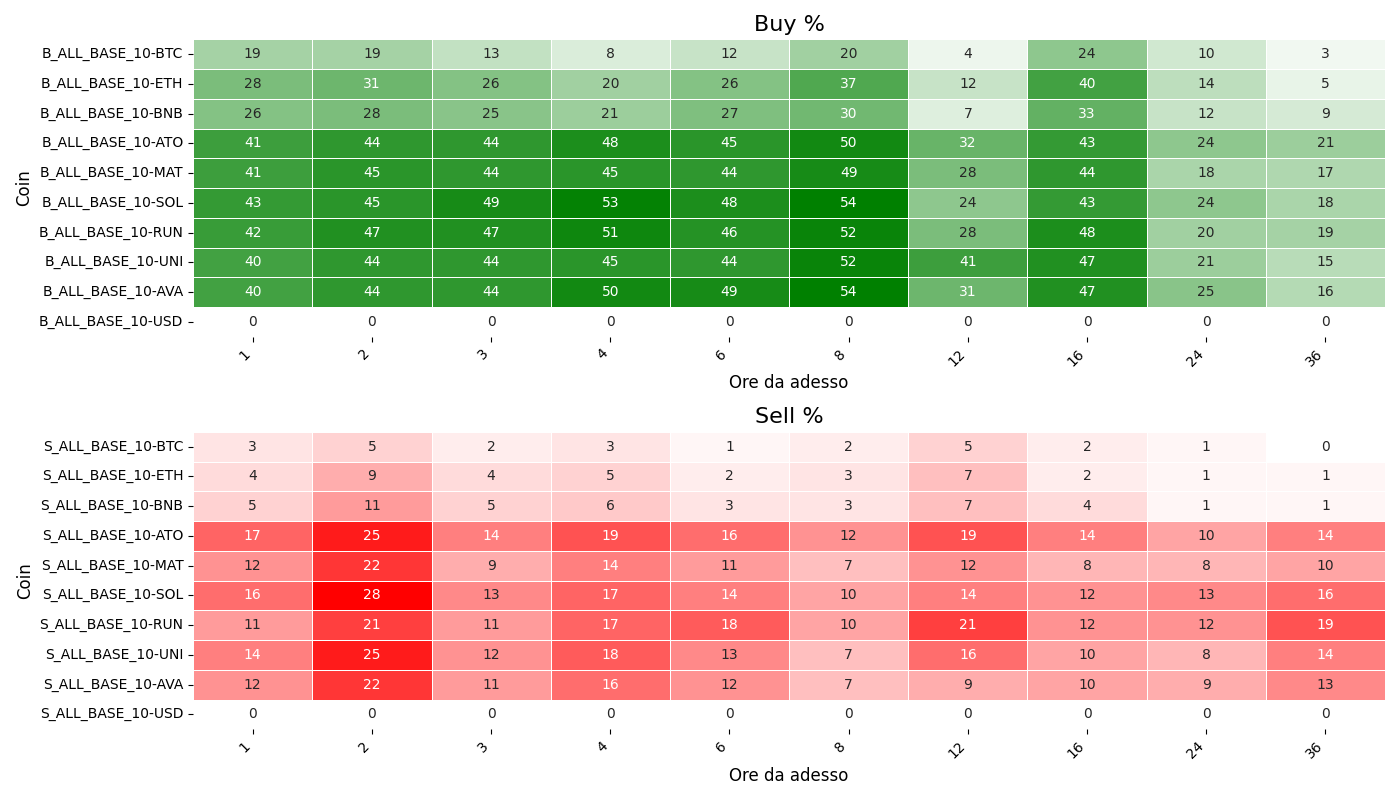 Buy %
Coin
B_ALL_BASE_10-BTC 19 19 13 8 12 20 4 24 10 3
B_ALL_BASE_10-ETH 28 31 26 20 26 37 12 40 14 5
B_ALL_BASE_10-BNB 26 28 25 21 27 30 7 33 12 9
B_ALL_BASE_10-ATO 41 44 44 48 45 50 32 43 24 21
B_ALL_BASE_10-MAT 41 45 44 45 44 49 28 44 18 17
B_ALL_BASE_10-SOL 43 45 49 53 48 54 24 43 24 18
B_ALL_BASE_10-RUN 42 47 47 51 46 52 28 48 20 19
B_ALL_BASE_10-UNI 40 44 44 45 44 52 41 47 21 15
B_ALL_BASE_10-AVA 40 44 44 50 49 54 31 47 25 16
B_ALL_BASE_10-USD 0 0 0 0 0 0 0 0 0 0
1 2 3 4 6 8 12 16 24 36
Ore da adesso
Sell %
Coin
S_ALL_BASE_10-BTC 3 5 2 3 1 2 5 2 1 0
S_ALL_BASE_10-ETH 4 9 4 5 2 3 7 2 1 1
S_ALL_BASE_10-BNB 5 11 5 6 3 3 7 4 1 1
S_ALL_BASE_10-ATO 17 25 14 19 16 12 19 14 10 14
S_ALL_BASE_10-MAT 12 22 9 14 11 7 12 8 8 10
S_ALL_BASE_10-SOL 16 28 13 17 14 10 14 12 13 16
S_ALL_BASE_10-RUN 11 21 11 17 18 10 21 12 12 19
S_ALL_BASE_10-UNI 14 25 12 18 13 7 16 10 8 14
S_ALL_BASE_10-AVA 12 22 11 16 12 7 9 10 9 13
S_ALL_BASE_10-USD 0 0 0 0 0 0 0 0 0 0
1 2 3 4 6 8 12 16 24 36
Ore da adesso